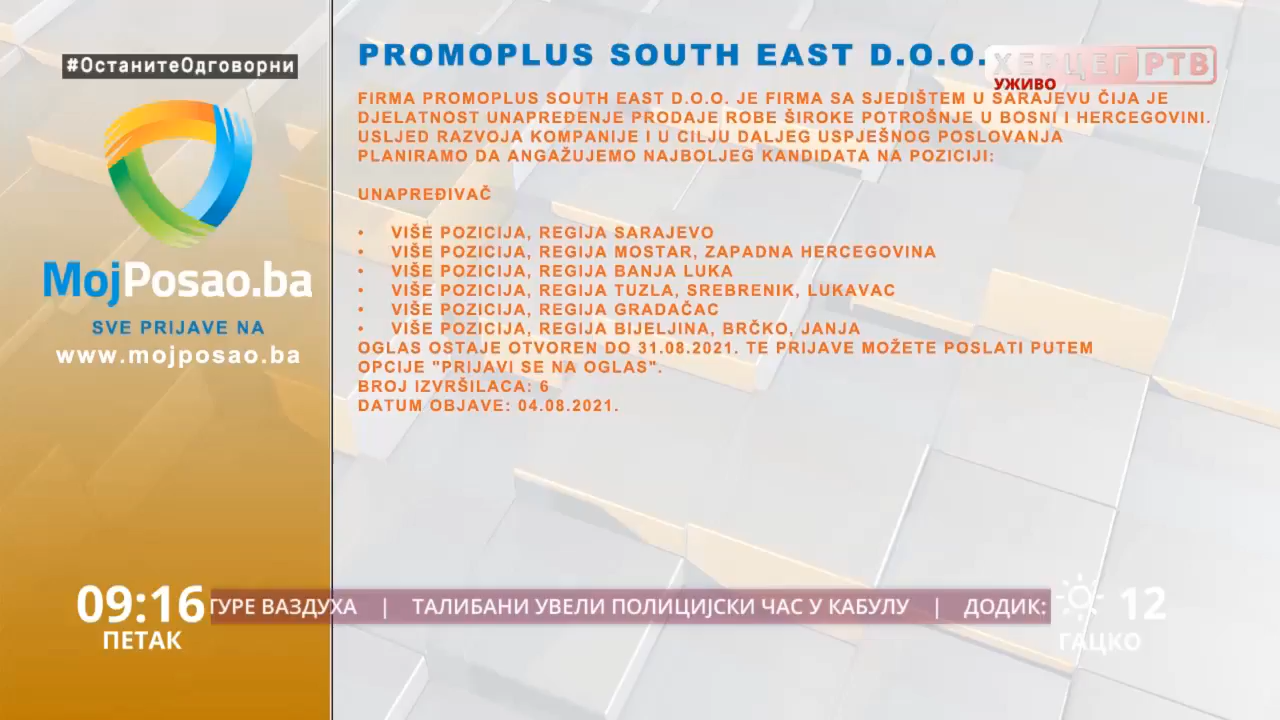 #ОстанитеОдговорни
MojPosao.ba
SVE PRIJAVE NA
www.mojposao.ba
PROMOPLUS SOUTH EAST D.O.O.
ХЕРЦЕГ РТВ
УЖИВО
FIRMA PROMOPLUS SOUTH EAST D.O.O. JE FIRMA SA SJEDIŠTEM U SARAJEVU ČIJA JE
DJELATNOST UNAPREĐENJE PRODAJE ROBE ŠIROKE POTROŠNJE U BOSNI I HERCEGOVINI.
USLJED RAZVOJA KOMPANIJE I U CILJU DALJEG USPJEŠNOG POSLOVANJA
PLANIRAMO DA ANGAŽUJEMO NAJBOLJEG KANDIDATA NA POZICIJI:
UNAPREĐIVAČ
• VIŠE POZICIJA, REGIJA SARAJEVO
• VIŠE POZICIJA, REGIJA MOSTAR, ZAPADNA HERCEGOVINA
• VIŠE POZICIJA, REGIJA BANJA LUKA
• VIŠE POZICIJA, REGIJA TUZLA, SREBRENIK, LUKAVAC
• VIŠE POZICIJA, REGIJA GRADAČAC
• VIŠE POZICIJA, REGIJA BIJELJINA, BRČKO, JANJA
OGLAS OSTAJE OTVOREN DO 31.08.2021. TE PRIJAVE MOŽETE POSLATI PUTEM
OPCIJE "PRIJAVI SE NA OGLAS".
BROJ IZVRŠILACA: 6
DATUM OBJAVE: 04.08.2021.
09:16
ПЕТАК
ГУРЕ ВАЗДУХА | ТАЛИБАНИ УВЕЛИ ПОЛИЦИЈСКИ ЧАС У КАБУЛУ | ДОДИК:
12
ГАЦКО